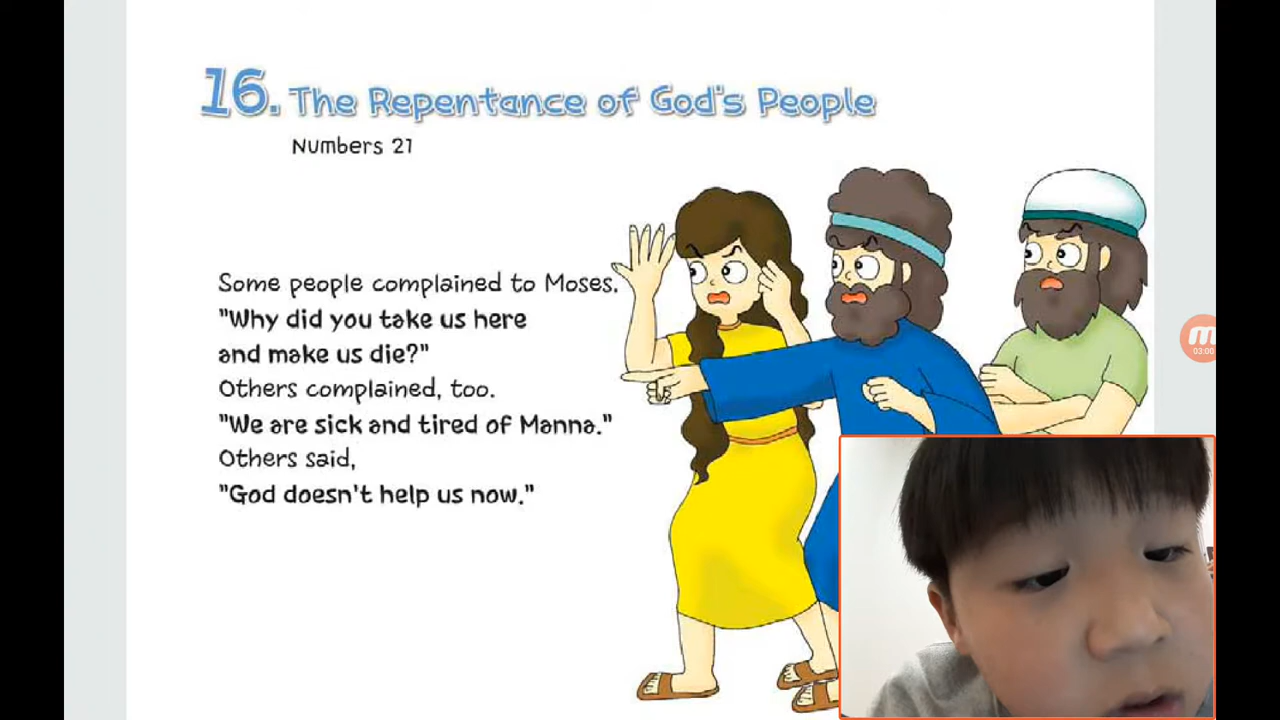 16. The Repentance of God's People
Numbers 21
Some people complained to Moses,
"Why did you take us here
and make us die?"
Others complained, too.
"We are sick and tired of Manna."
Others said,
"God doesn't help us now."
03:00